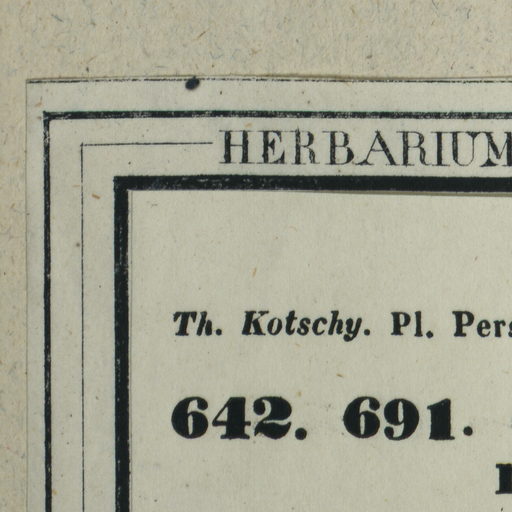 HERBARIUM
Th. Kotschy. Pl. Pers
642. 691.